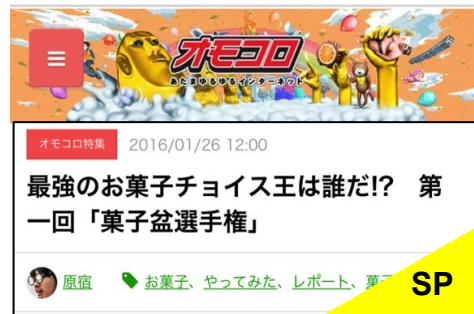 オモコロ
あたまゆるゆるインターネット
オモコロ特集 2016/01/26 12:00
最強のお菓子チョイス王は誰だ!? 第
一回「菓子盆選手権」
原宿 お菓子、やってみた、レポート、菓子
SP